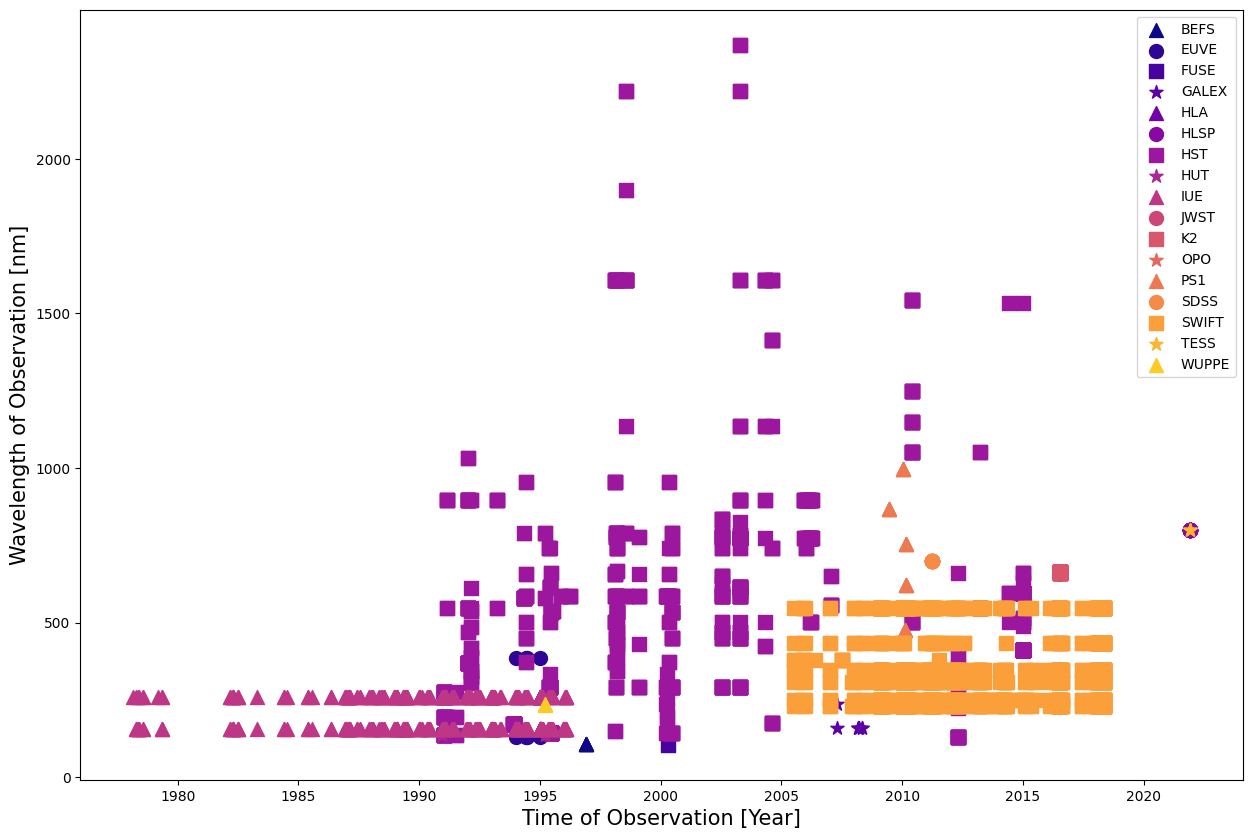 BEFS
EUVE
FUSE
GALEX
HLA
HLSP
HST
HUT
IUE
JWST
K2
OPO
PS1
SDSS
SWIFT
TESS
WUPPE
Wavelength of Observation [nm]
2000
1500
1000
500
0
1980 1985 1990 1995 2000 2005 2010 2015 2020
Time of Observation [Year]